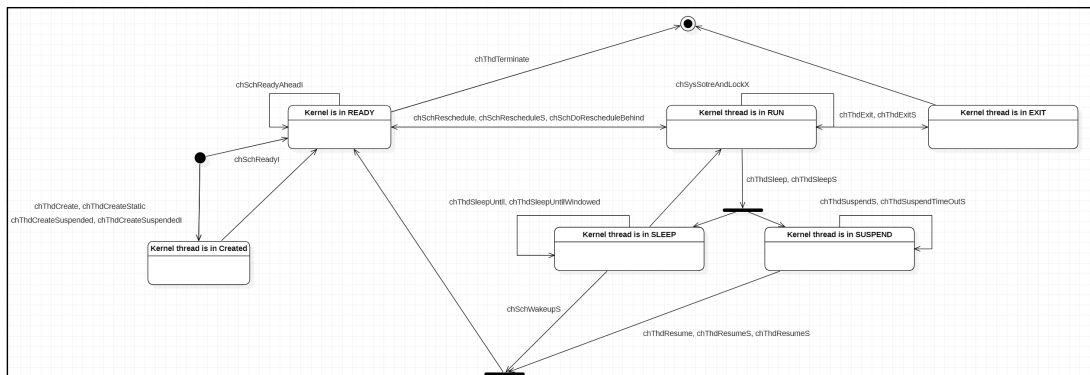 chThdTerminate
chSchReadyAheadI
chSysSotreAndLockX
Kernel is in READY
Kernel thread is in RUN
Kernel thread is in EXIT
chSchReschedule, chSchRescheduleS, chSchDoRescheduleBehind
chThdExit, chThdExitS
chSchReadyI
chThdSleep, chThdSleepS
chThdCreate, chThdCreateStatic
chThdCreateSuspended, chThdCreateSuspendedI
chThdSleepUntil, chThdSleepUntilWindowed
chThdSuspendS, chThdSuspendTimeOutS
Kernel thread is in Created
Kernel thread is in SLEEP
Kernel thread is in SUSPEND
chSchWakeupS
chThdResume, chThdResumeS, chThdResumeS